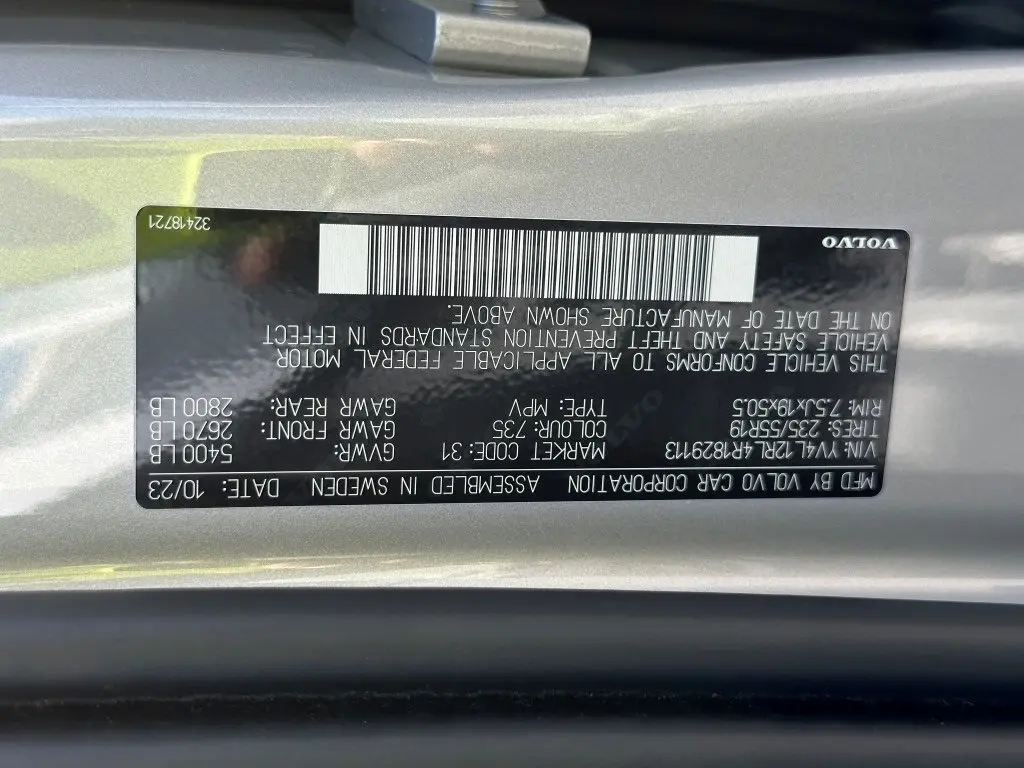 MFD BY VOLVO CAR CORPORATION ASSEMBLED IN SWEDEN DATE: 10/23
VIN: YV4L12RL4R1829113 MARKET CODE: 31 GVWR: 5400 LB
TIRES: 235/55R19 COLOUR: 735 GAWR FRONT: 2670 LB
RIM: 7.5Jx19x50.5 TYPE: MPV GAWR REAR: 2800 LB
THIS VEHICLE CONFORMS TO ALL APPLICABLE FEDERAL MOTOR
VEHICLE SAFETY AND THEFT PREVENTION STANDARDS IN EFFECT
ON THE DATE OF MANUFACTURE SHOWN ABOVE.
VOLVO
32418721